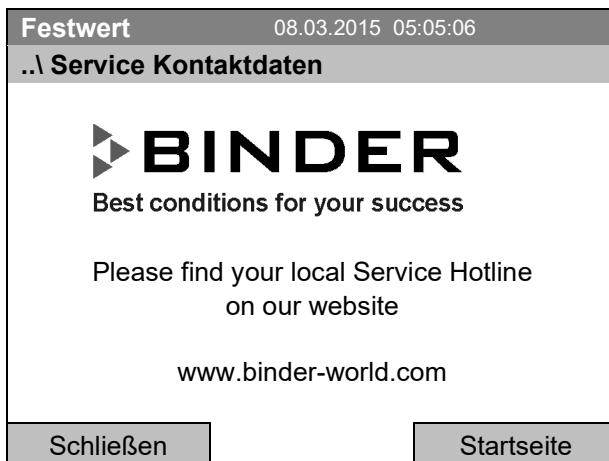 Festwert 08.03.2015 05:05:06
..\ Service Kontaktdaten
BINDER
Best conditions for your success
Please find your local Service Hotline
on our website
www.binder-world.com
Schließen Startseite